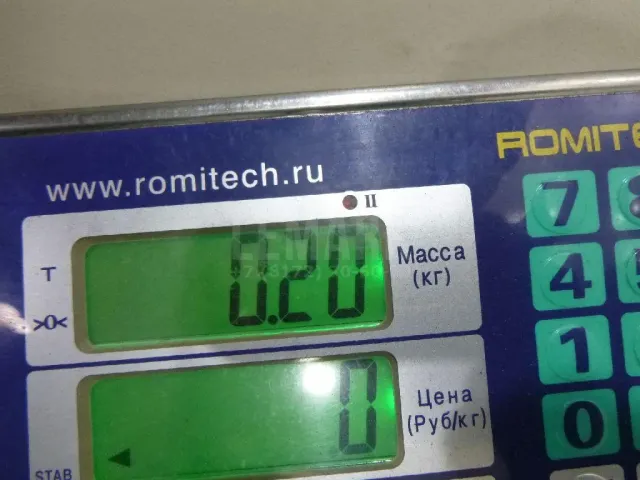 www.romitech.ru
ROMITE
II
LEMAR
T
>0<
0.20
Масса
(кг)
7
4
1
0
0
Цена
(Руб/кг)
STAB